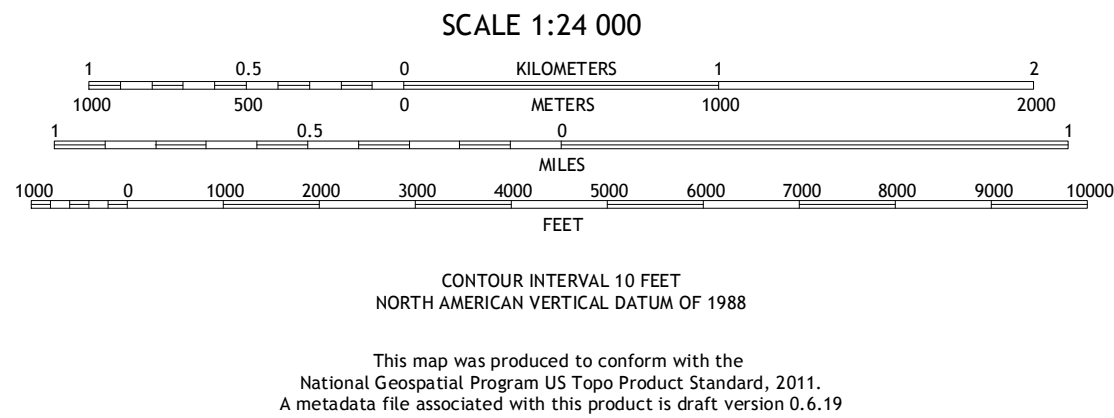 SCALE 1:24 000
1 0.5 0 KILOMETERS 1 2
1000 500 0 METERS 1000 2000
1 0.5 0 1
MILES
1000 0 1000 2000 3000 4000 5000 6000 7000 8000 9000 10000
FEET
CONTOUR INTERVAL 10 FEET
NORTH AMERICAN VERTICAL DATUM OF 1988
This map was produced to conform with the
National Geospatial Program US Topo Product Standard, 2011.
A metadata file associated with this product is draft version 0.6.19